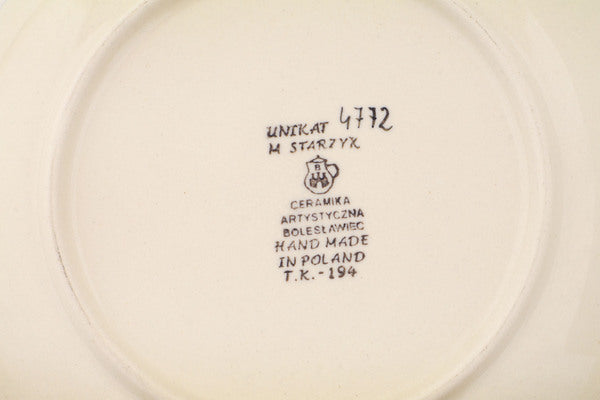 UNIKAT 4772
M STARZYK
B
CERAMIKA
ARTYSTYCZNA
BOLESŁAWIEC
HAND MADE
IN POLAND
T.K.-194